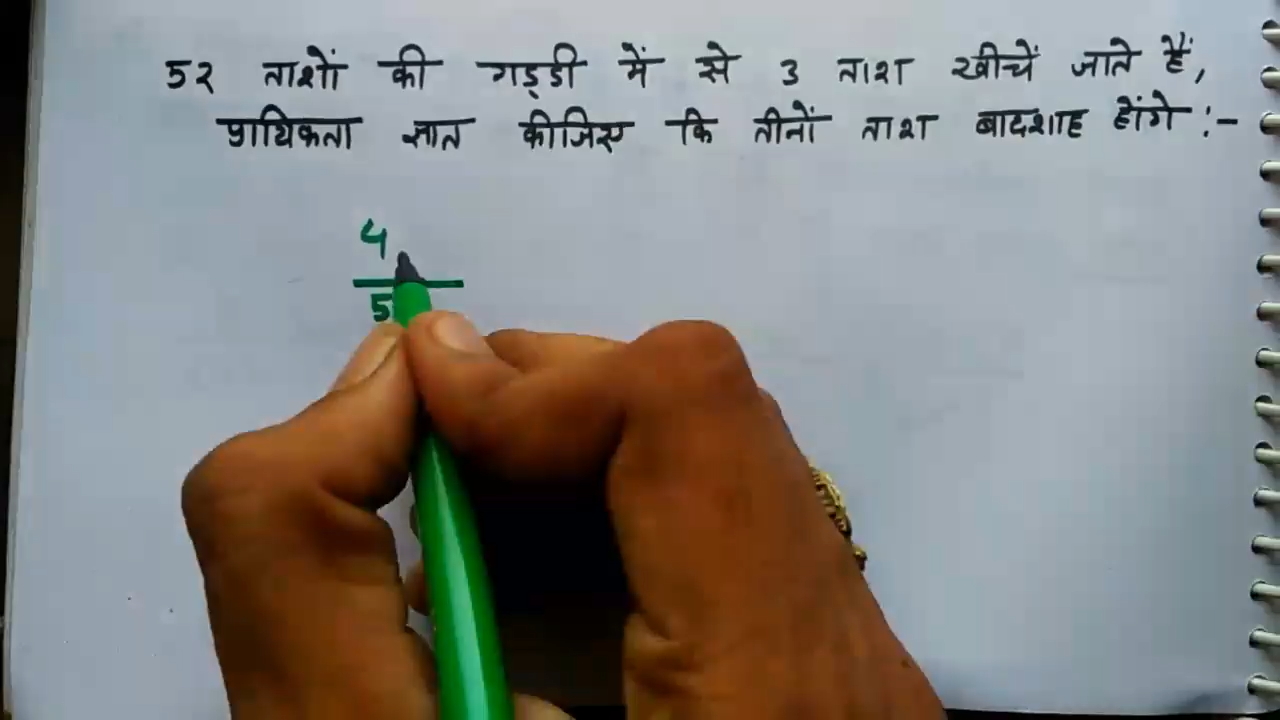 52 ताशों की गड्डी में से 3 ताश खीचें जाते हैं,
प्रायिकता ज्ञात कीजिए कि तीनों ताश बादशाह होंगे :-
4
5